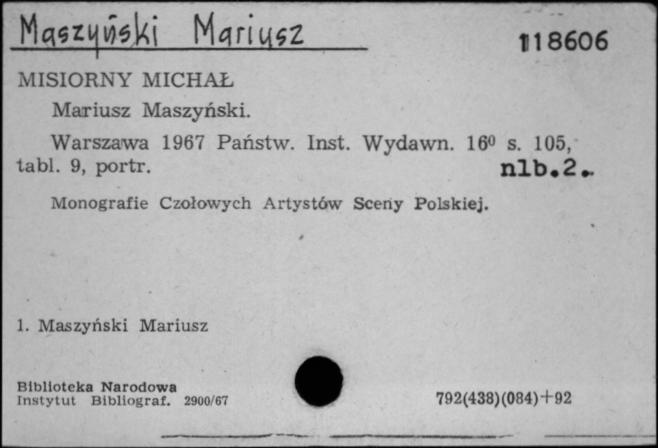 Maszyński Mariusz
118606
MISIORNY MICHAŁ
Mariusz Maszyński.
Warszawa 1967 Państw. Inst. Wydawn. 16⁰ s. 105,
tabl. 9, portr. nlb.2.
Monografie Czołowych Artystów Sceny Polskiej.
1. Maszyński Mariusz
Biblioteka Narodowa
Instytut Bibliograf. 2900/67
792(438)(084)+92